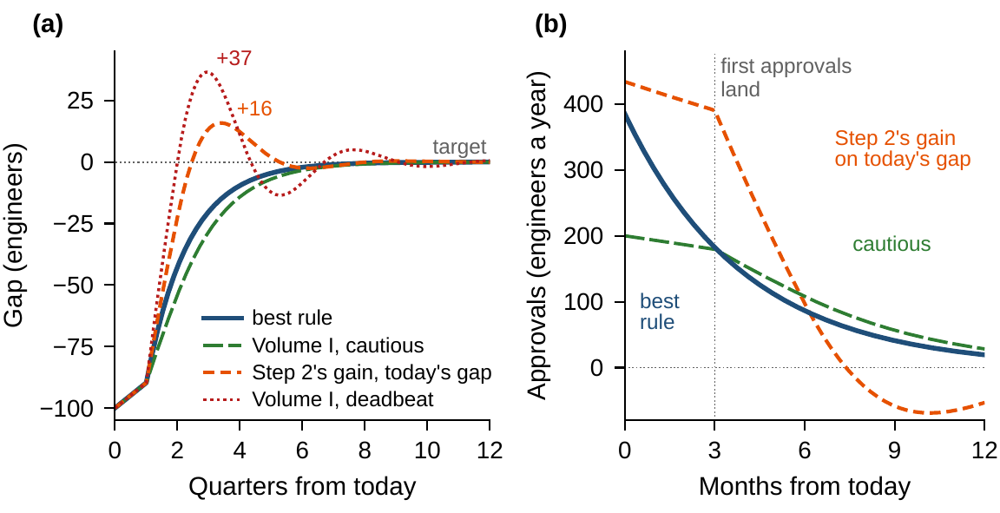 (a)
+37
+16
target
25
0
−25
−50
−75
−100
Gap (engineers)
best rule
Volume I, cautious
Step 2's gain, today's gap
Volume I, deadbeat
0 2 4 6 8 10 12
Quarters from today
(b)
first approvals
land
Step 2's gain
on today's gap
cautious
best
rule
400
300
200
100
0
Approvals (engineers a year)
0 3 6 9 12
Months from today